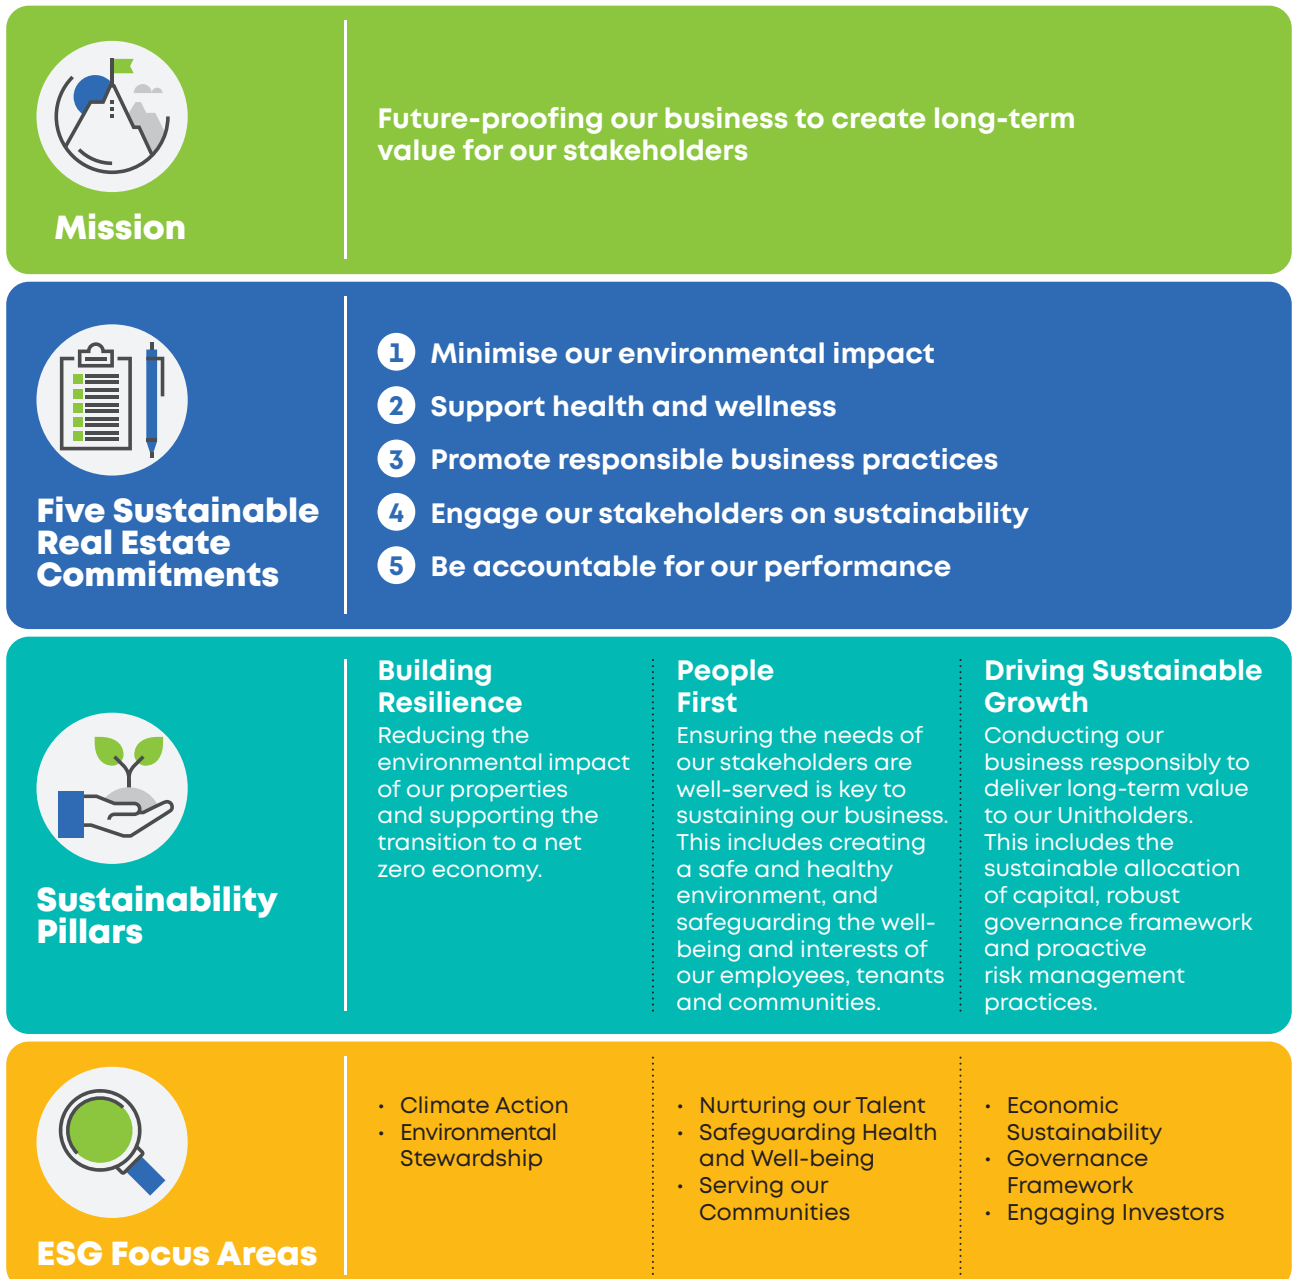 Mission
Future-proofing our business to create long-term
value for our stakeholders
Five Sustainable
Real Estate
Commitments
1 Minimise our environmental impact
2 Support health and wellness
3 Promote responsible business practices
4 Engage our stakeholders on sustainability
5 Be accountable for our performance
Sustainability
Pillars
Building
Resilience
Reducing the
environmental impact
of our properties
and supporting the
transition to a net
zero economy.
People
First
Ensuring the needs of
our stakeholders are
well-served is key to
sustaining our business.
This includes creating
a safe and healthy
environment, and
safeguarding the well-
being and interests of
our employees, tenants
and communities.
Driving Sustainable
Growth
Conducting our
business responsibly to
deliver long-term value
to our Unitholders.
This includes the
sustainable allocation
of capital, robust
governance framework
and proactive
risk management
practices.
ESG Focus Areas
• Climate Action
• Environmental
Stewardship
• Nurturing our Talent
• Safeguarding Health
and Well-being
• Serving our
Communities
• Economic
Sustainability
• Governance
Framework
• Engaging Investors